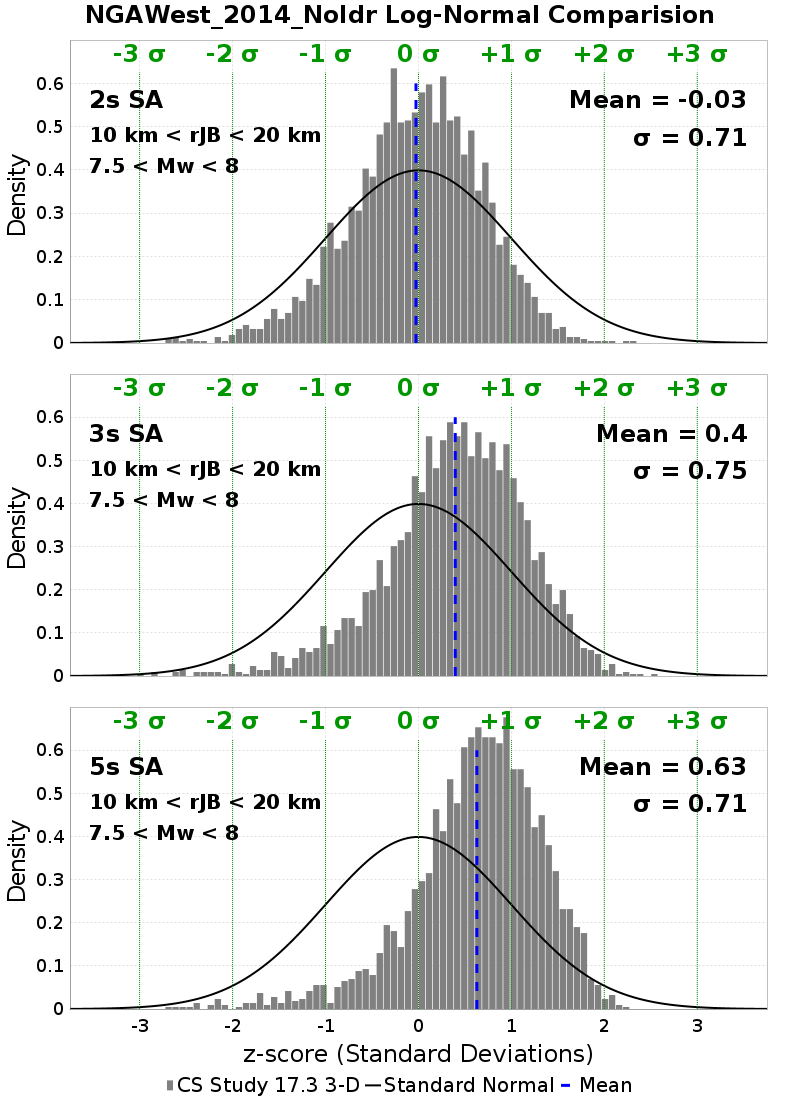 NGAWest_2014_NoIdr Log-Normal Comparision
-3 σ -2 σ -1 σ 0 σ +1 σ +2 σ +3 σ
2s SA
10 km < rJB < 20 km
7.5 < Mw < 8
Mean = -0.03
σ = 0.71
Density
0.6
0.5
0.4
0.3
0.2
0.1
0
-3 σ -2 σ -1 σ 0 σ +1 σ +2 σ +3 σ
3s SA
10 km < rJB < 20 km
7.5 < Mw < 8
Mean = 0.4
σ = 0.75
Density
0.6
0.5
0.4
0.3
0.2
0.1
0
-3 σ -2 σ -1 σ 0 σ +1 σ +2 σ +3 σ
5s SA
10 km < rJB < 20 km
7.5 < Mw < 8
Mean = 0.63
σ = 0.71
Density
0.6
0.5
0.4
0.3
0.2
0.1
0
-3 -2 -1 0 1 2 3
z-score (Standard Deviations)
CS Study 17.3 3-D Standard Normal Mean